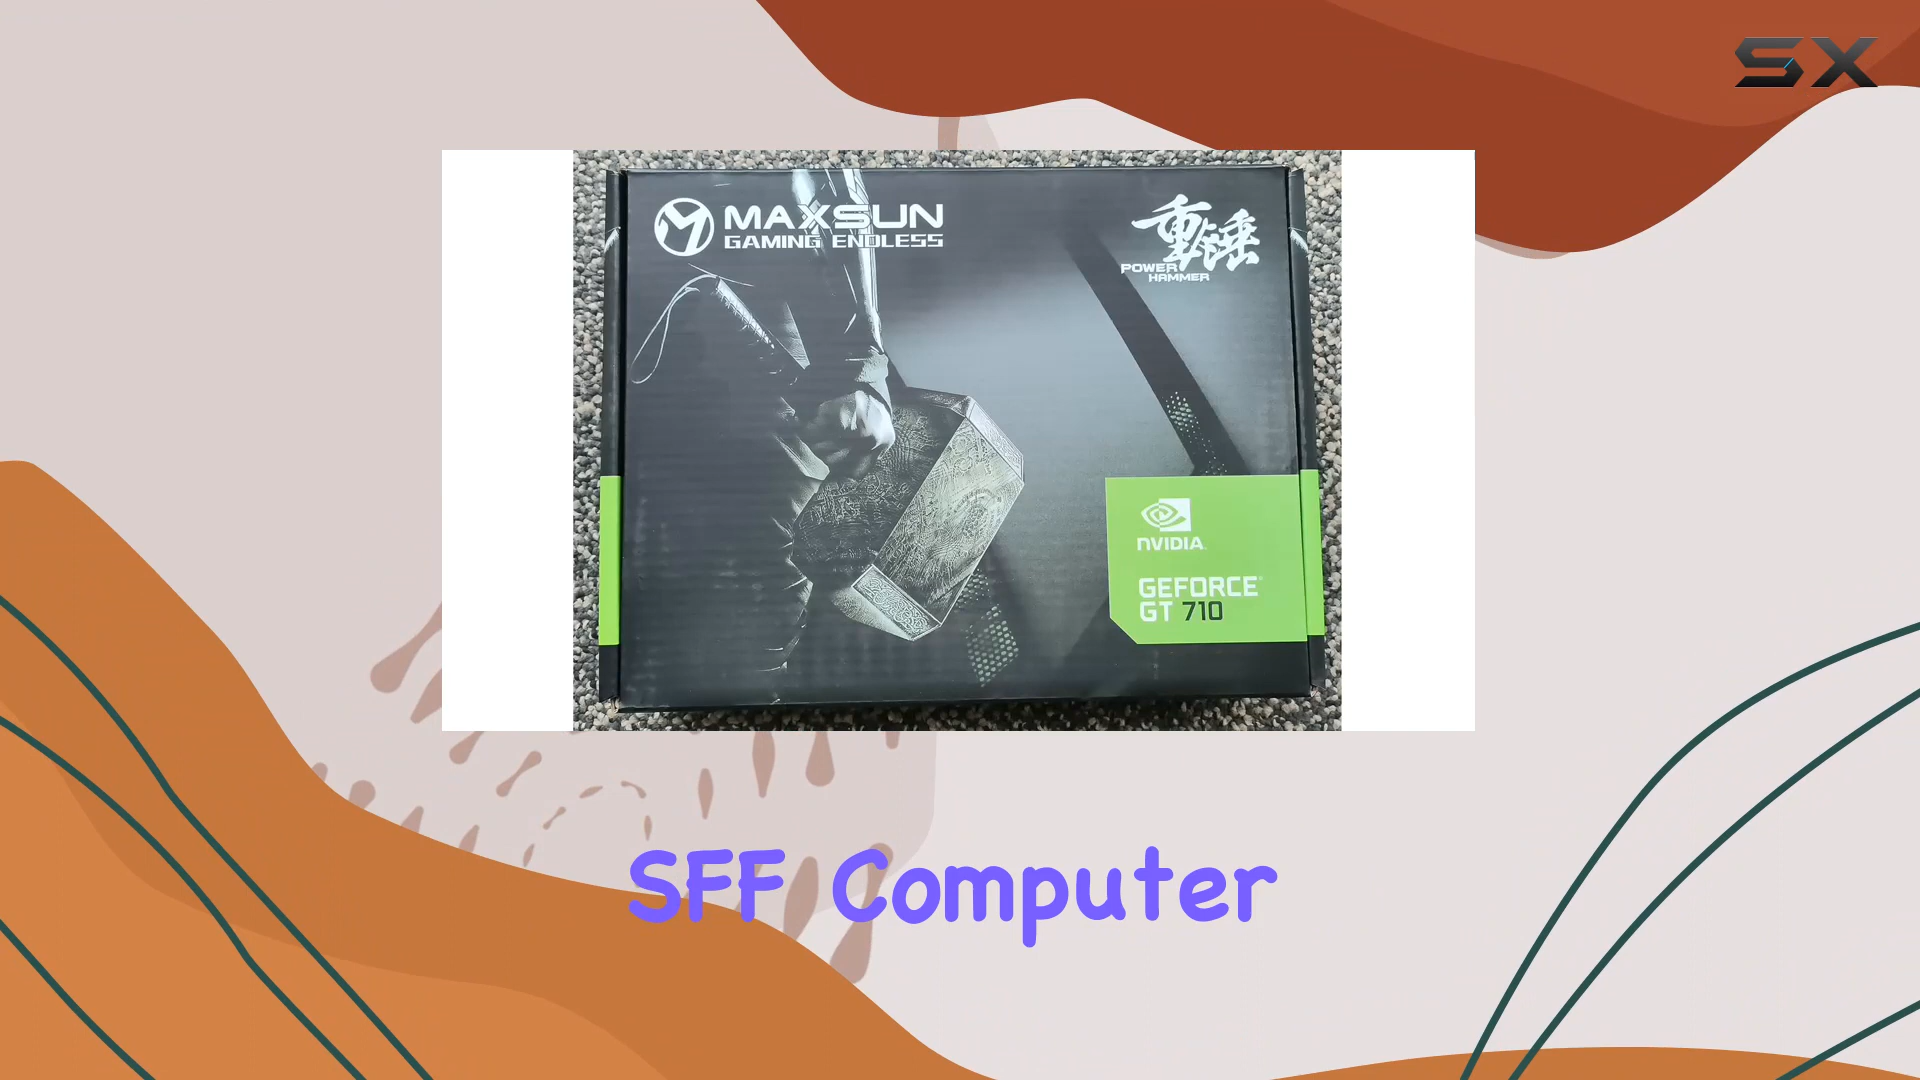 SX
MAXSUN
GAMING ENDLESS
重锤
POWER
HAMMER
NVIDIA
GEFORCE
GT 710
SFF Computer